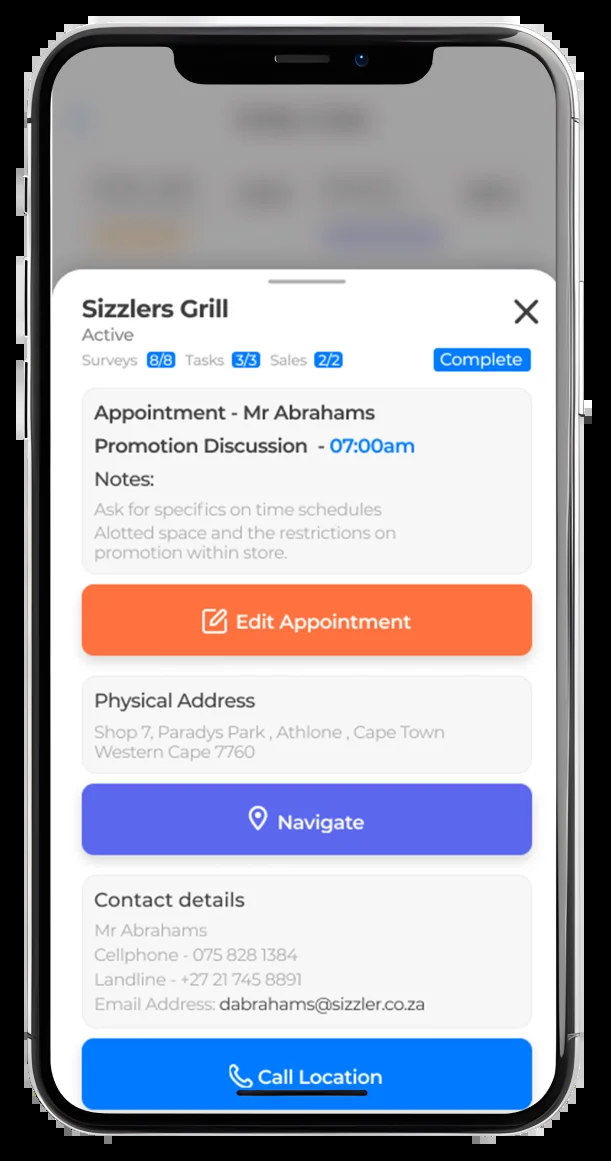 Sizzlers Grill
Active
Surveys 8/8 Tasks 3/3 Sales 2/2 Complete
Appointment - Mr Abrahams
Promotion Discussion - 07:00am
Notes:
Ask for specifics on time schedules
Alotted space and the restrictions on
promotion within store.
Edit Appointment
Physical Address
Shop 7, Paradys Park , Athlone , Cape Town
Western Cape 7760
Navigate
Contact details
Mr Abrahams
Cellphone - 075 828 1384
Landline - +27 21 745 8891
Email Address: dabrahams@sizzler.co.za
Call Location